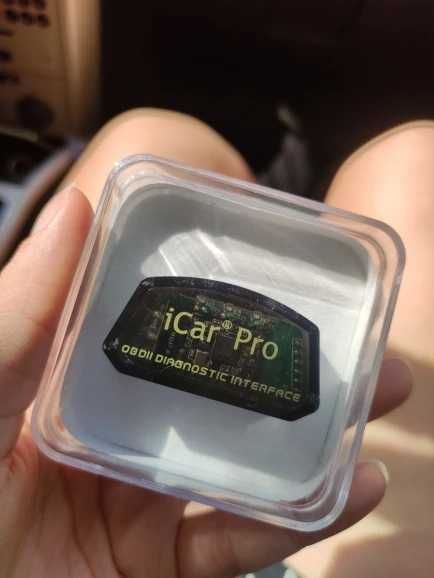 iCar® Pro
OBDII DIAGNOSTIC INTERFACE